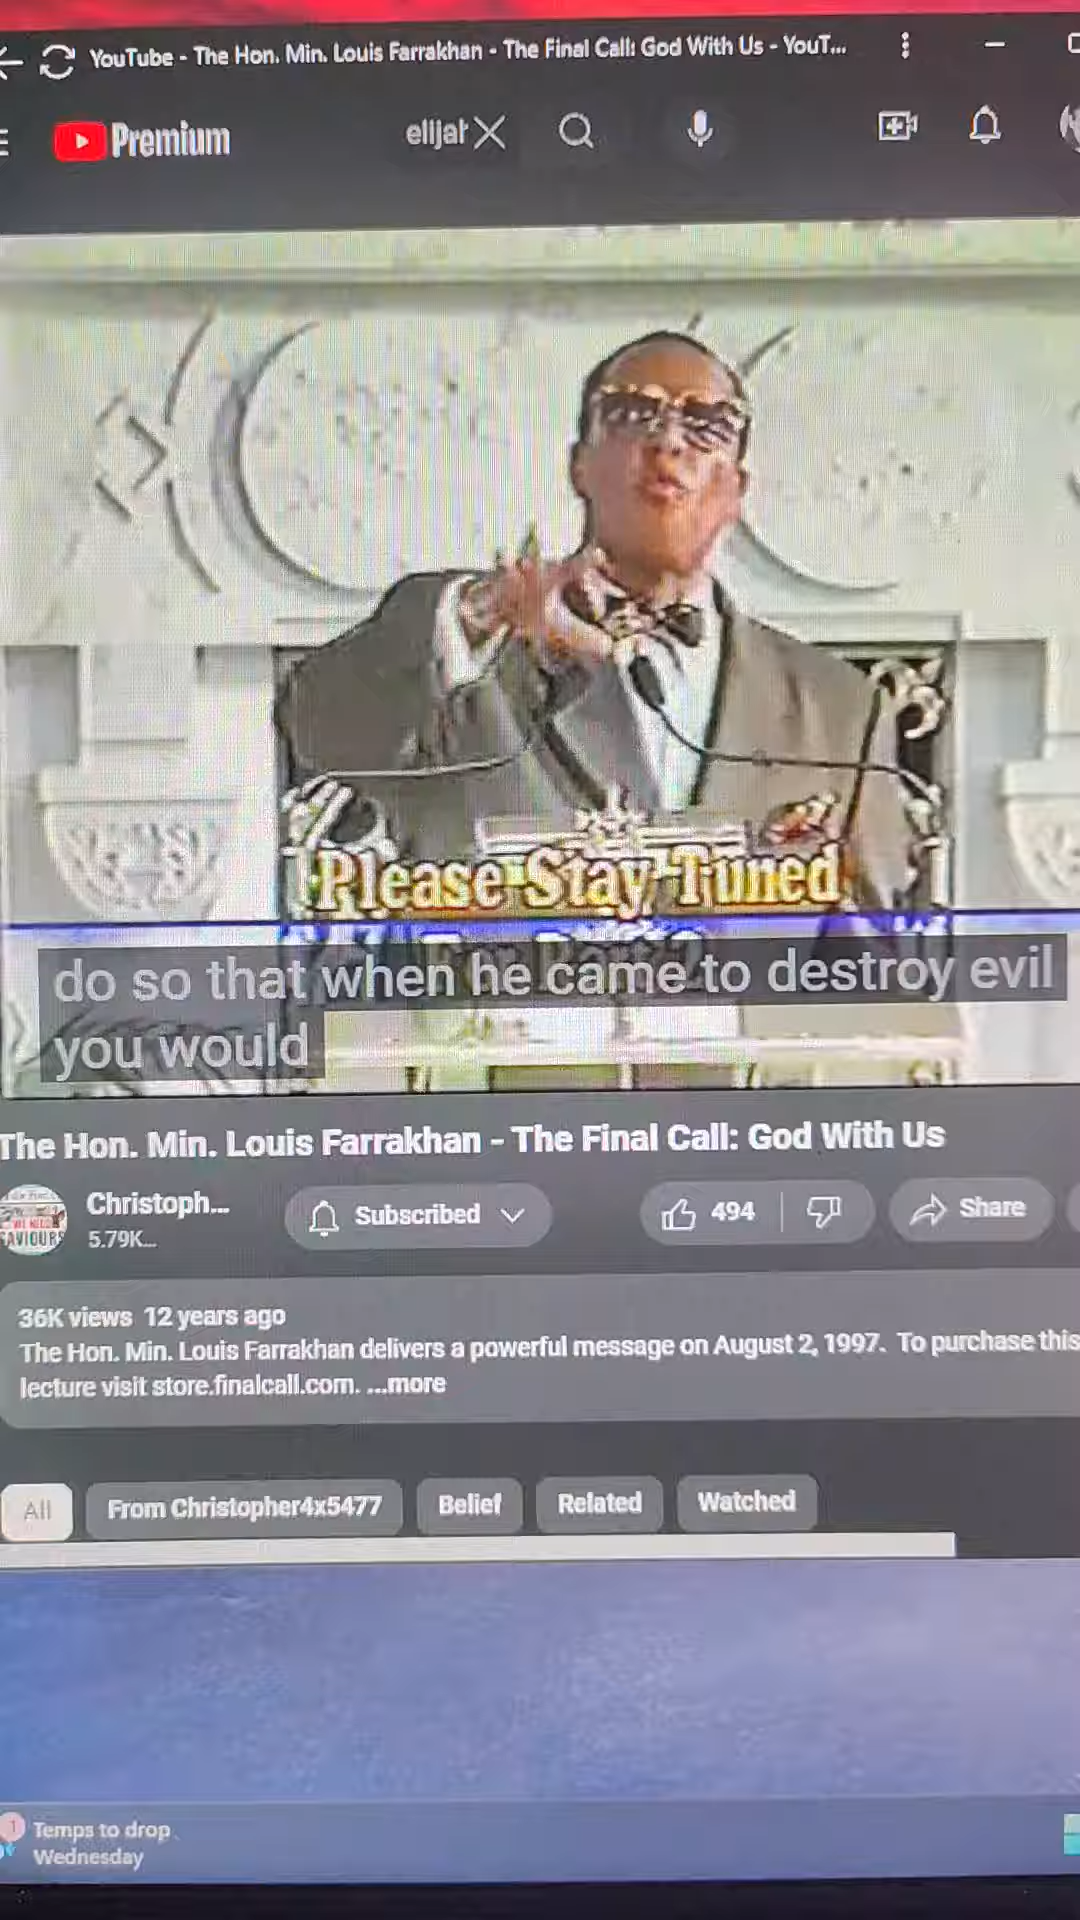 YouTube - The Hon. Min. Louis Farrakhan - The Final Call: God With Us - YouT...
Premium
elijah
Please Stay Tuned
do so that when he came to destroy evil
you would
The Hon. Min. Louis Farrakhan - The Final Call: God With Us
Christoph...
5.79K...
Subscribed
494
Share
36K views 12 years ago
The Hon. Min. Louis Farrakhan delivers a powerful message on August 2, 1997. To purchase this
lecture visit store.finalcall.com. ...more
All
From Christopher4x5477
Belief
Related
Watched
1
Temps to drop
Wednesday